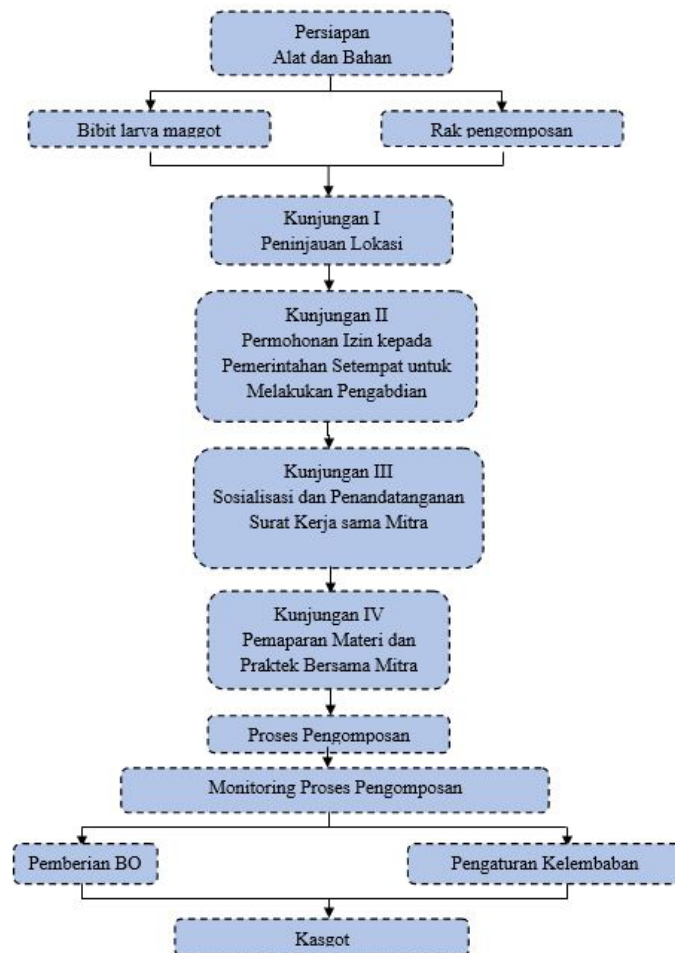 Persiapan
Alat dan Bahan
Bibit larva maggot
Rak pengomposan
Kunjungan I
Peninjauan Lokasi
Kunjungan II
Permohonan Izin kepada
Pemerintahan Setempat untuk
Melakukan Pengabdian
Kunjungan III
Sosialisasi dan Penandatanganan
Surat Kerja sama Mitra
Kunjungan IV
Pemaparan Materi dan
Praktek Bersama Mitra
Proses Pengomposan
Monitoring Proses Pengomposan
Pemberian BO
Pengaturan Kelembaban
Kasgot